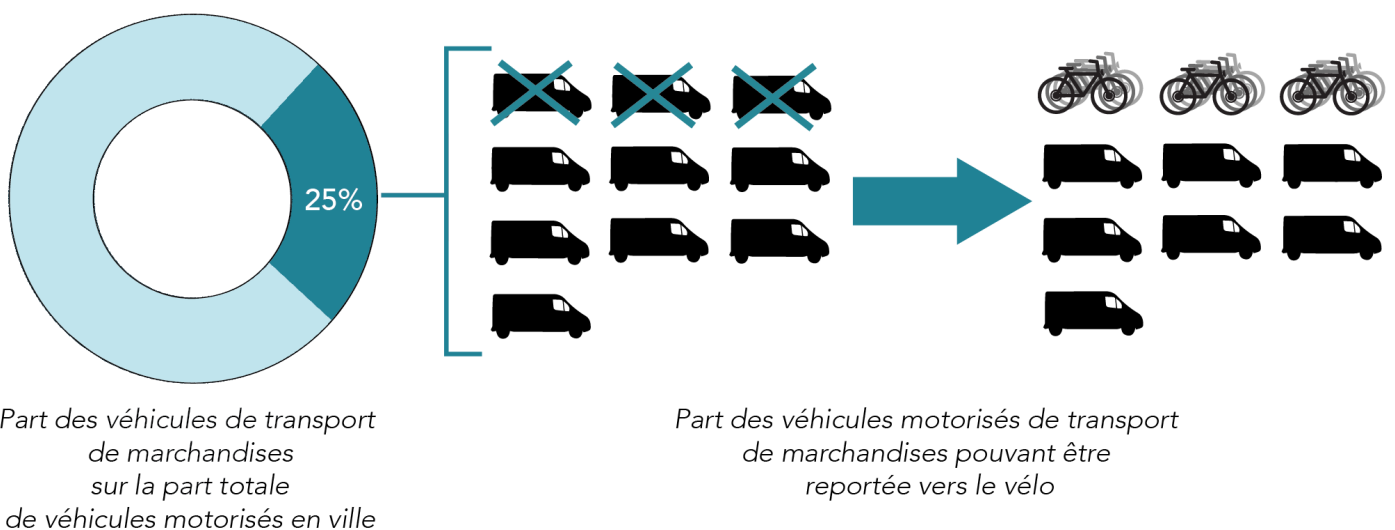 25%
Part des véhicules de transport
de marchandises
sur la part totale
de véhicules motorisés en ville
Part des véhicules motorisés de transport
de marchandises pouvant être
reportée vers le vélo